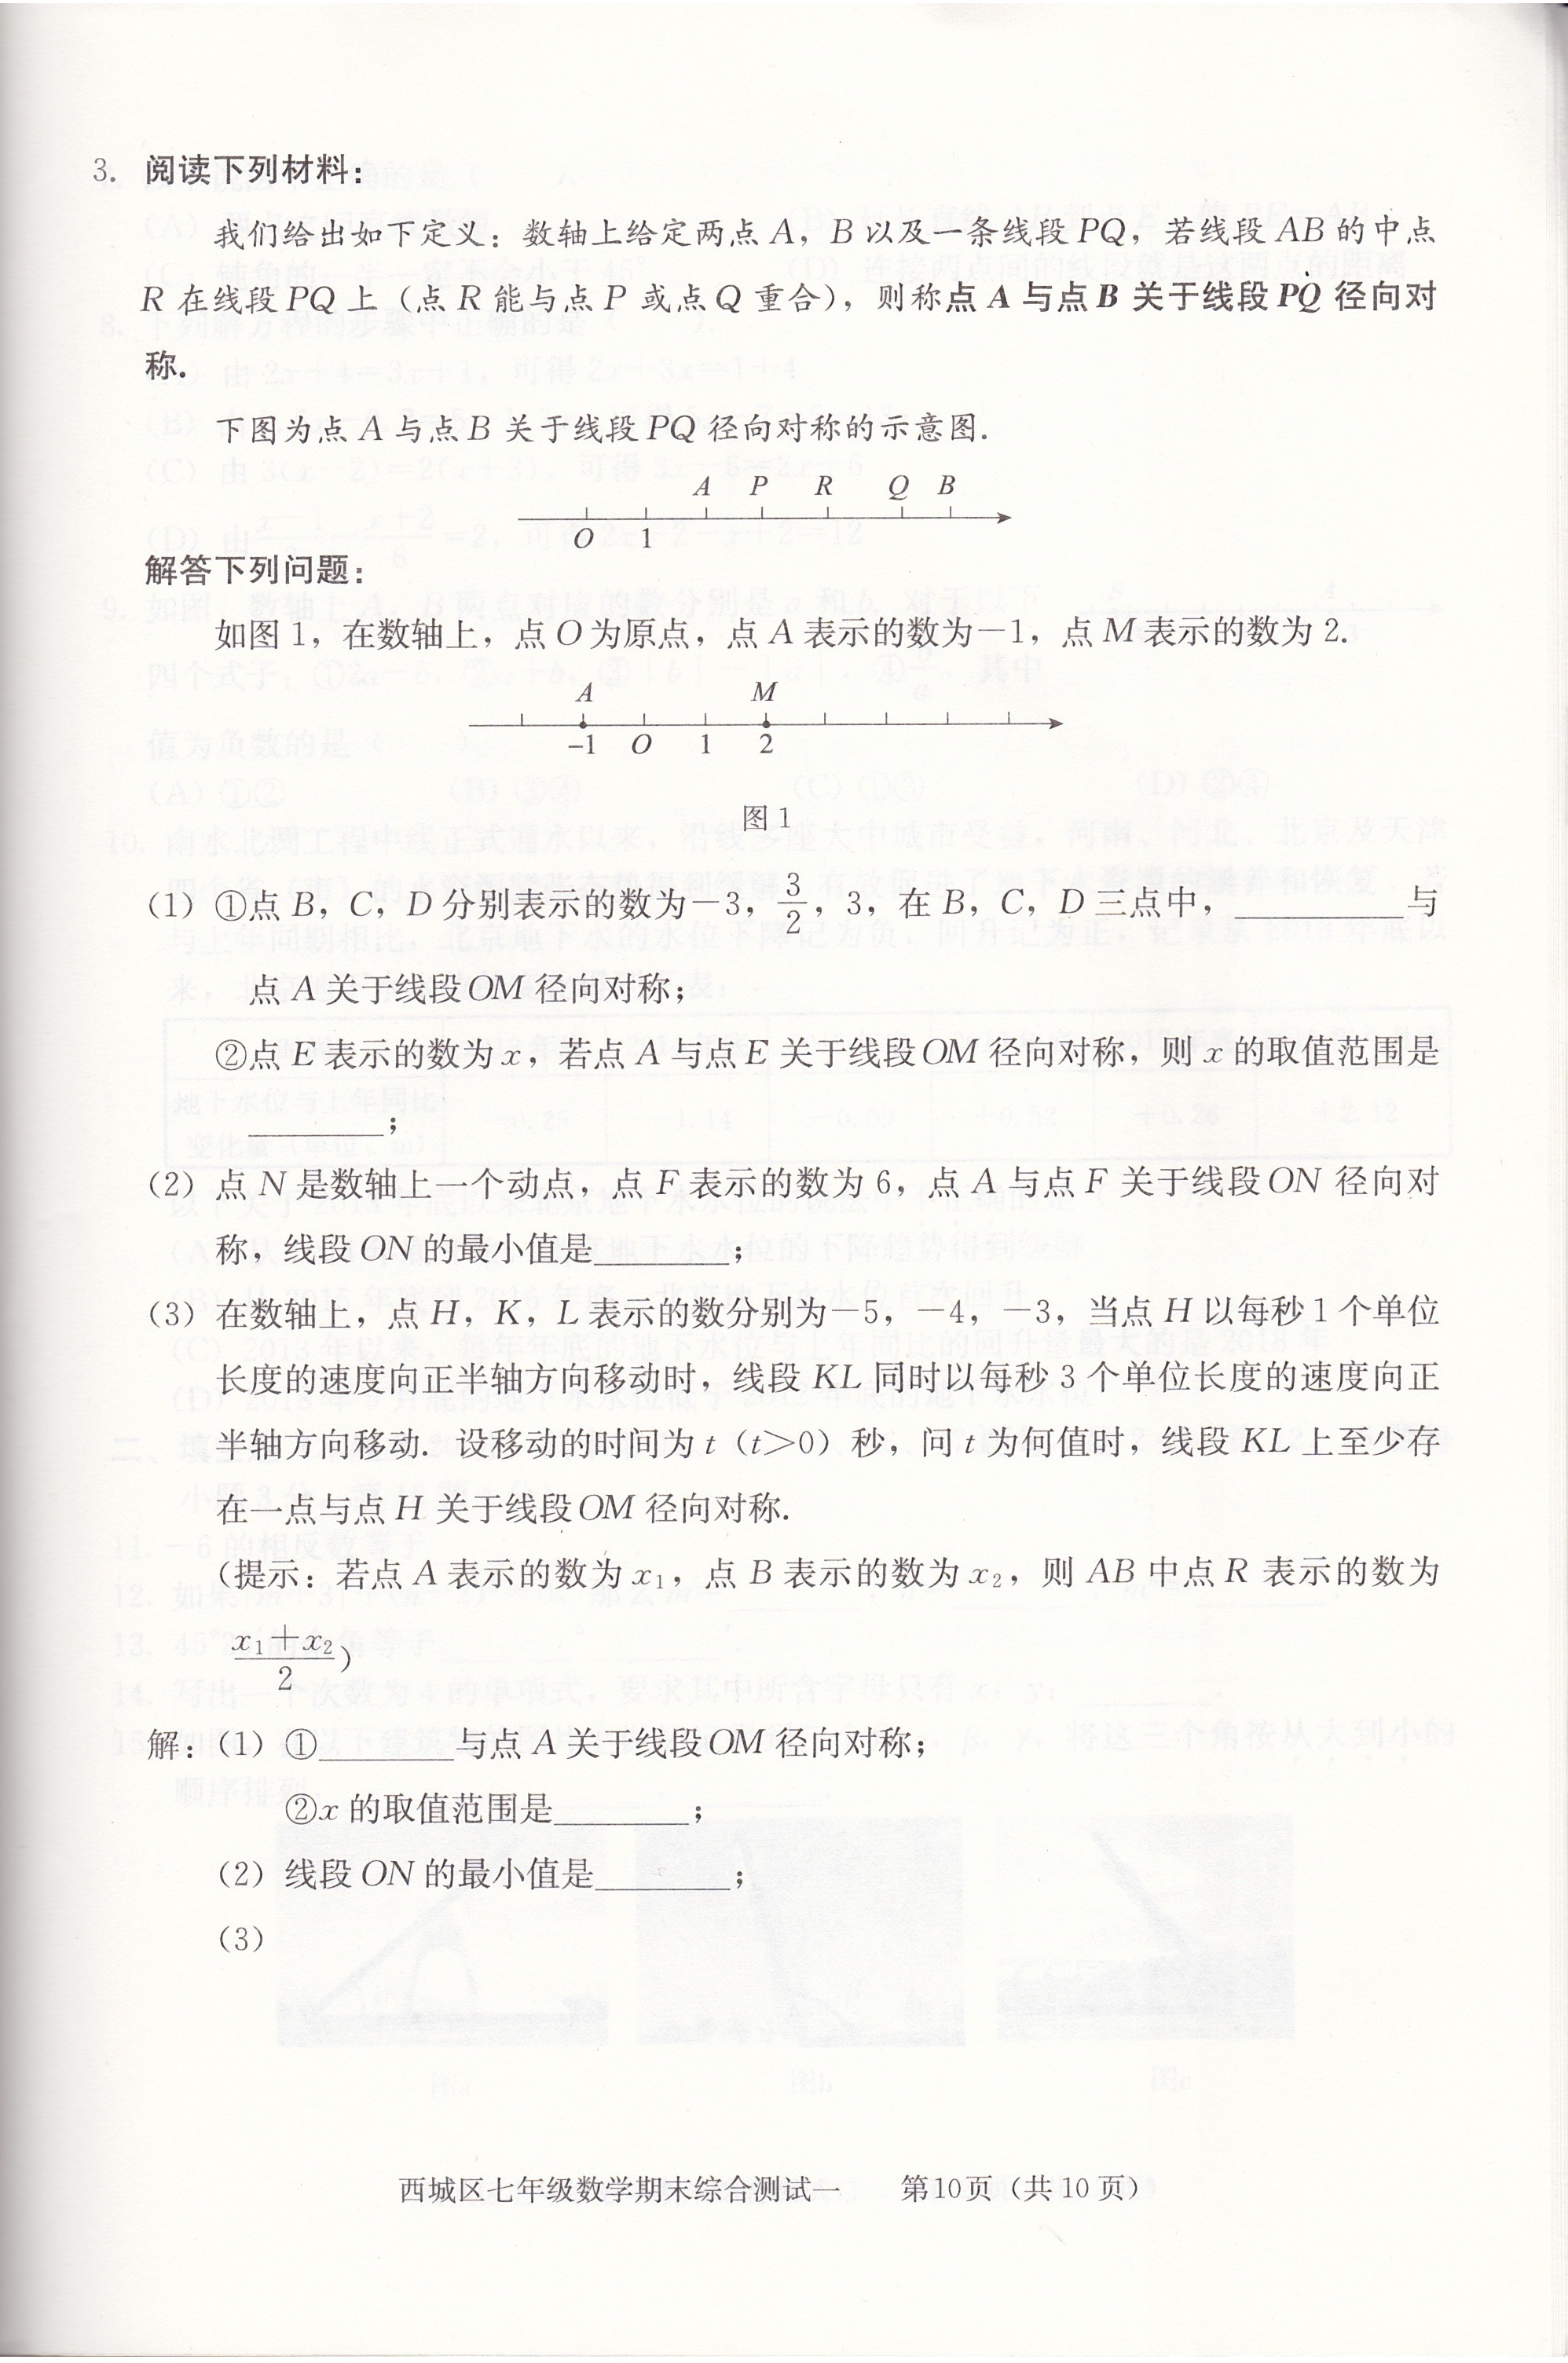 3. 阅读下列材料：
我们给出如下定义：数轴上给定两点 A，B 以及一条线段 PQ，若线段 AB 的中点
R 在线段 PQ 上（点 R 能与点 P 或点 Q 重合），则称点 A 与点 B 关于线段 PQ 径向对
称.
下图为点 A 与点 B 关于线段 PQ 径向对称的示意图.
A P R Q B
O 1
解答下列问题：
如图 1，在数轴上，点 O 为原点，点 A 表示的数为－1，点 M 表示的数为 2.
A M
-1 O 1 2
图 1
（1）①点 B，C，D 分别表示的数为－3，3/2，3，在 B，C，D 三点中，________与
点 A 关于线段 OM 径向对称；
②点 E 表示的数为 x，若点 A 与点 E 关于线段 OM 径向对称，则 x 的取值范围是
________；
（2）点 N 是数轴上一个动点，点 F 表示的数为 6，点 A 与点 F 关于线段 ON 径向对
称，线段 ON 的最小值是________；
（3）在数轴上，点 H，K，L 表示的数分别为－5，－4，－3，当点 H 以每秒 1 个单位
长度的速度向正半轴方向移动时，线段 KL 同时以每秒 3 个单位长度的速度向正
半轴方向移动. 设移动的时间为 t（t＞0）秒，问 t 为何值时，线段 KL 上至少存
在一点与点 H 关于线段 OM 径向对称.
（提示：若点 A 表示的数为 x₁，点 B 表示的数为 x₂，则 AB 中点 R 表示的数为
(x₁＋x₂)/2）
解：（1）①________与点 A 关于线段 OM 径向对称；
②x 的取值范围是________；
（2）线段 ON 的最小值是________；
（3）
西城区七年级数学期末综合测试一 第10页（共 10 页）